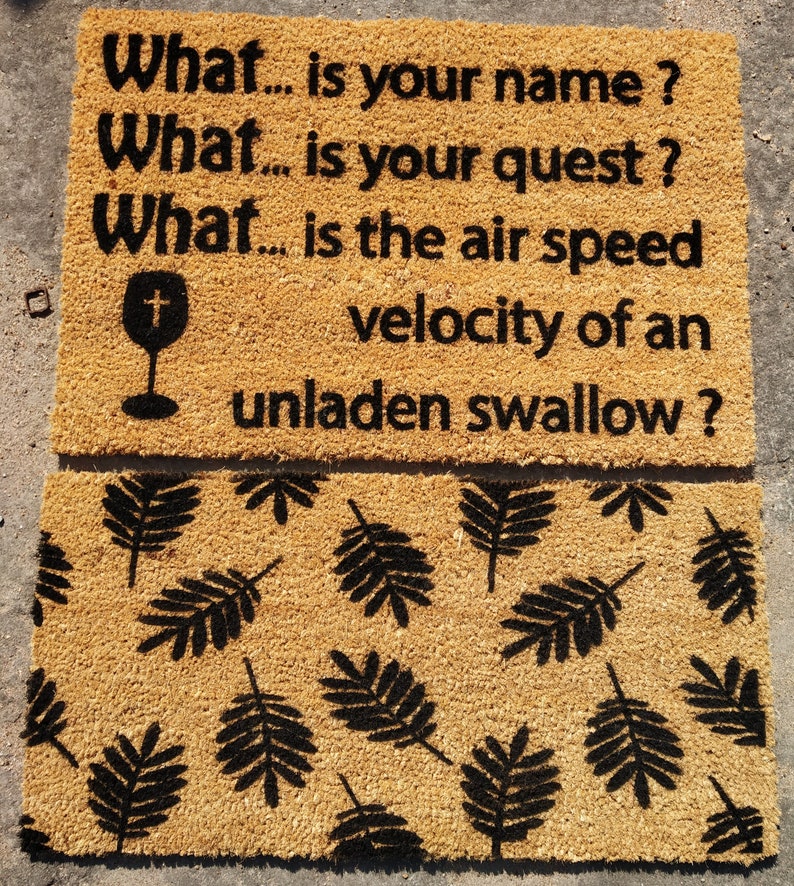 What... is your name ?
What... is your quest ?
What... is the air speed
velocity of an
unladen swallow ?